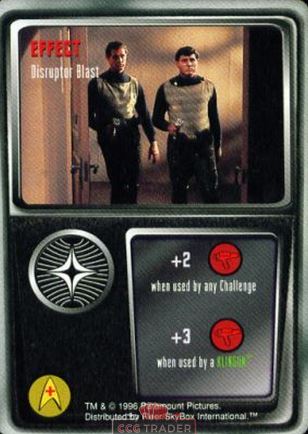 EFFECT
Disruptor Blast
+2
when used by any Challenge
+3
when used by a KLINGON™
TM & © 1996 Paramount Pictures.
Distributed by Fleer/SkyBox International.™
CCG TRADER